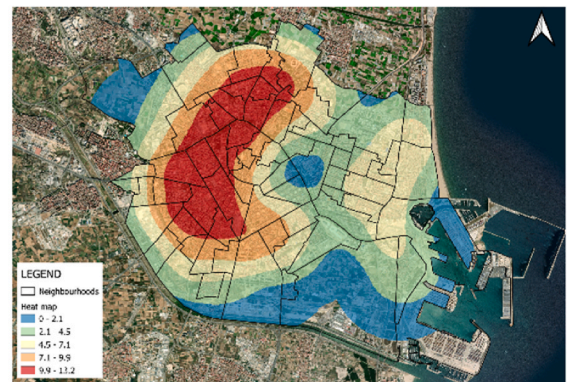 LEGEND
Neighbourhoods
Heat map
0 - 2.1
2.1 - 4.5
4.5 - 7.1
7.1 - 9.9
9.9 - 13.2